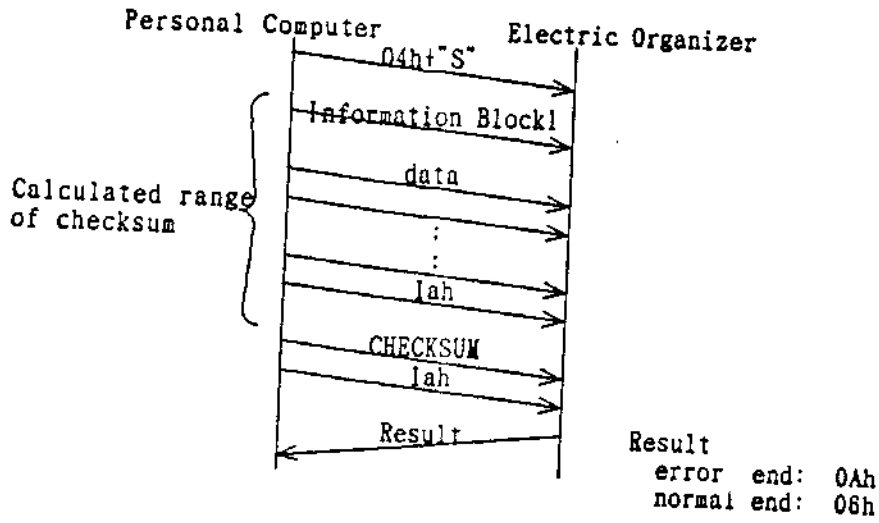 Personal Computer
Electric Organizer
04h+"S"
Information Block1
data
Calculated range
of checksum
:
:
1ah
CHECKSUM
1ah
Result
Result
error end: 0Ah
normal end: 06h